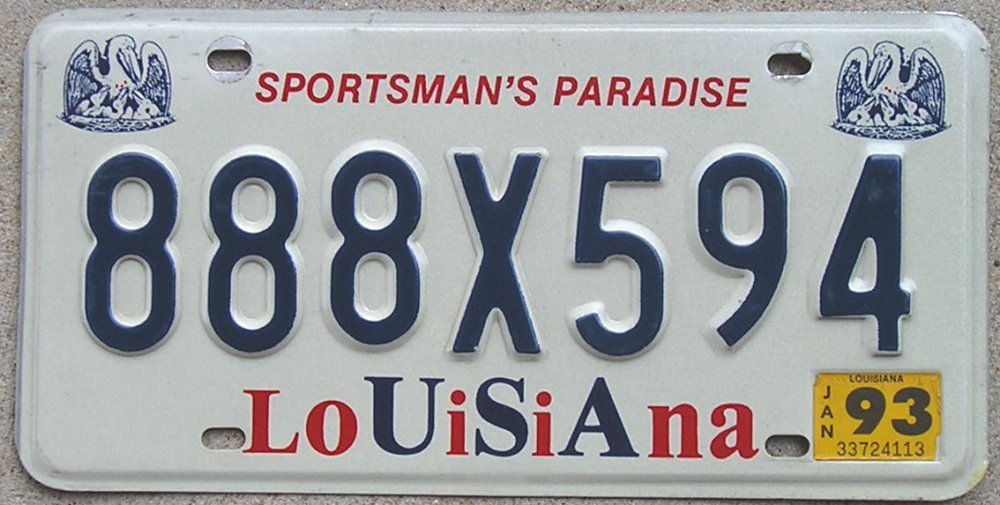 SPORTSMAN'S PARADISE
888X594
LoUiSiAna
LOUISIANA
JAN
93
33724113